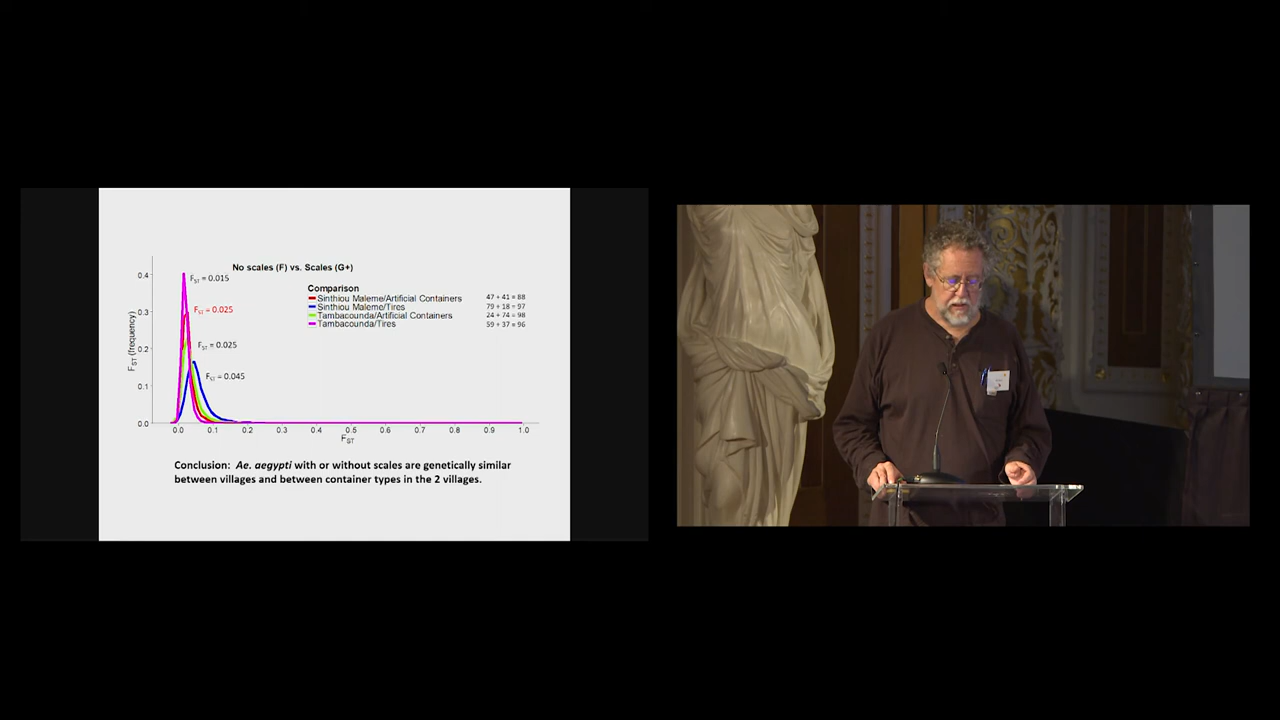 No scales (F) vs. Scales (G+)
0.4
FST = 0.015
Comparison
Sinthiou Maleme/Artificial Containers 47 + 41 = 88
FST = 0.025
Sinthiou Maleme/Tires 79 + 18 = 97
0.3
Tambacounda/Artificial Containers 24 + 74 = 98
Tambacounda/Tires 59 + 37 = 96
FST (frequency)
FST = 0.025
0.2
FST = 0.045
0.1
0.0
0.0 0.1 0.2 0.3 0.4 0.5 0.6 0.7 0.8 0.9 1.0
FST
Conclusion: Ae. aegypti with or without scales are genetically similar
between villages and between container types in the 2 villages.